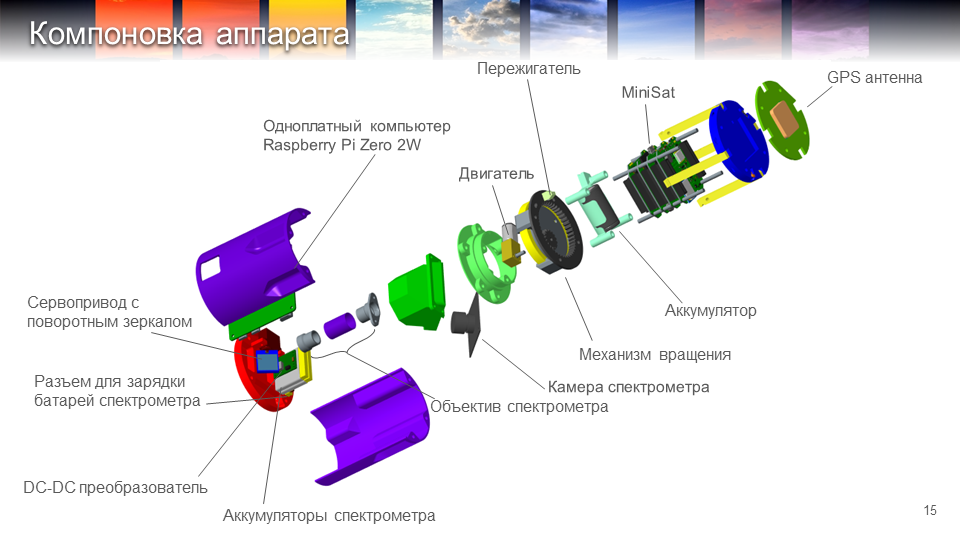 Компоновка аппарата
Пережигатель
GPS антенна
MiniSat
Одноплатный компьютер
Raspberry Pi Zero 2W
Двигатель
Аккумулятор
Сервопривод с
поворотным зеркалом
Механизм вращения
Разъем для зарядки
батарей спектрометра
Камера спектрометра
Объектив спектрометра
DC-DC преобразователь
Аккумуляторы спектрометра
15